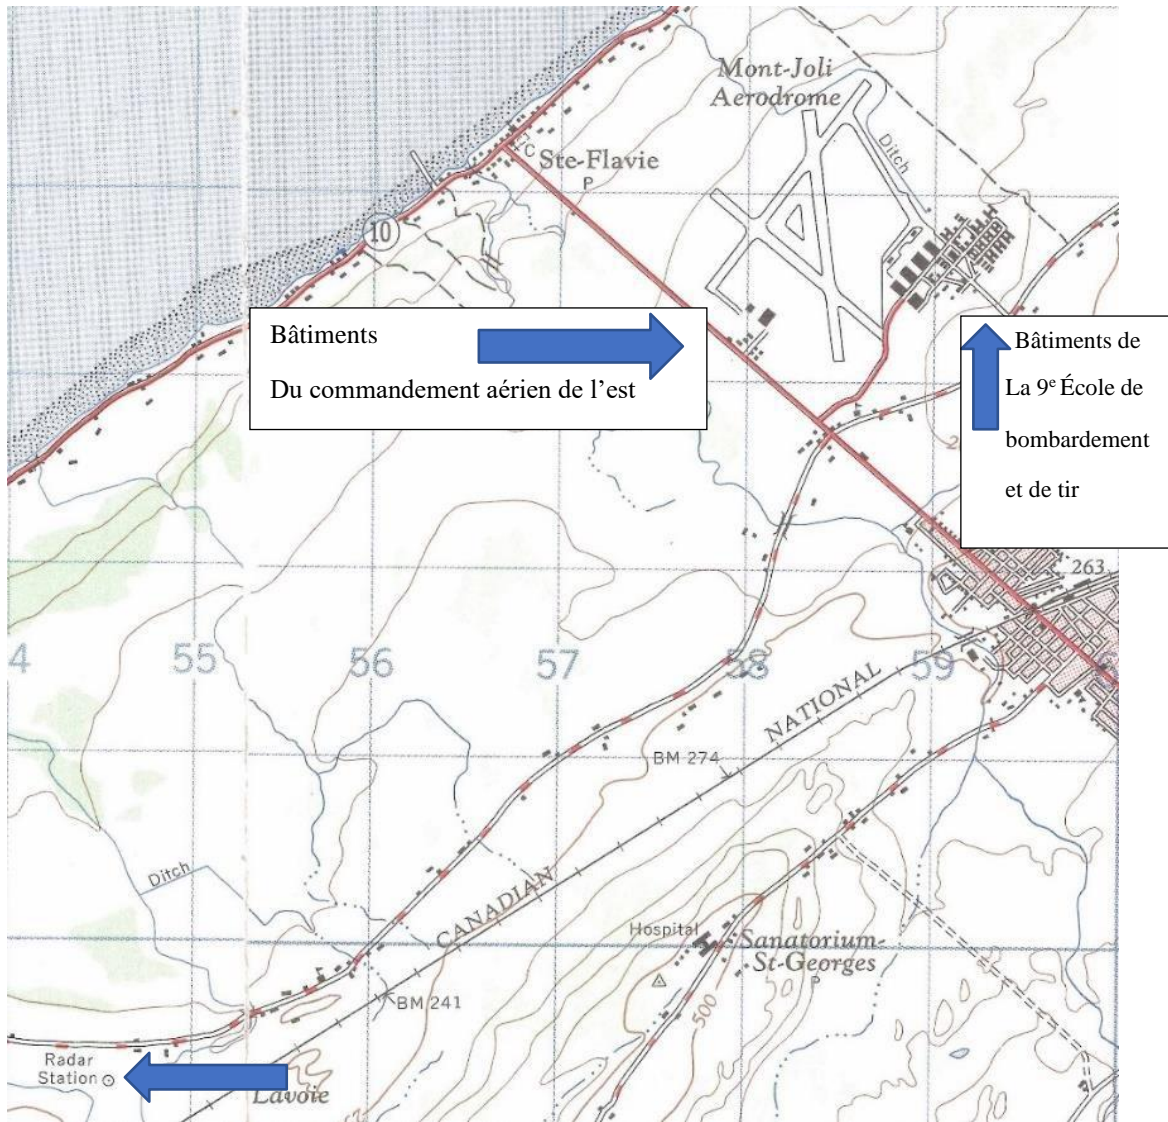 Mont-Joli
Aerodrome
Ditch
C
Ste-Flavie
P
10
Bâtiments
Du commandement aérien de l'est
Bâtiments de
La 9e École de
bombardement
et de tir
263
4
55
56
57
58
59
NATIONAL
BM 274
Ditch
CANADIAN
Hospital
Sanatorium-
St-Georges
P
BM 241
500
Radar
Station
Lavoie